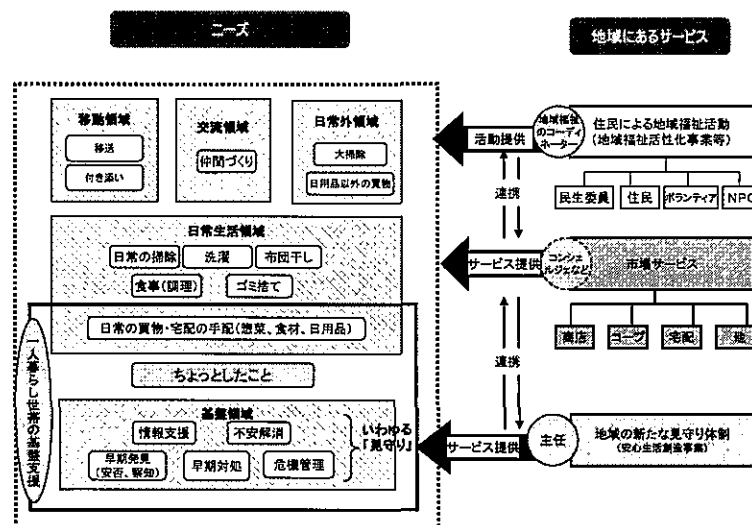 ニーズ
地域にあるサービス
移動領域
移送
付き添い
交流領域
仲間づくり
日常外領域
大掃除
日用品以外の買物
活動提供
地域福祉
のコーディ
ネーター
住民による地域福祉活動
(地域福祉活性化事業等)
民生委員
住民
ボランティア
NPO
連携
日常生活領域
日常の掃除
洗濯
布団干し
食事(調理)
ゴミ捨て
サービス提供
コンシェ
ルジェなど
市場サービス
商店
コープ
宅配
他
日常の買物・宅配の手配(惣菜、食材、日用品)
連携
一人暮らし世帯の基盤支援
ちょっとしたこと
基盤領域
情報支援
不安解消
早期発見
(安否、察知)
早期対処
危機管理
いわゆる
「見守り」
サービス提供
主任
地域の新たな見守り体制
(安心生活創造事業)